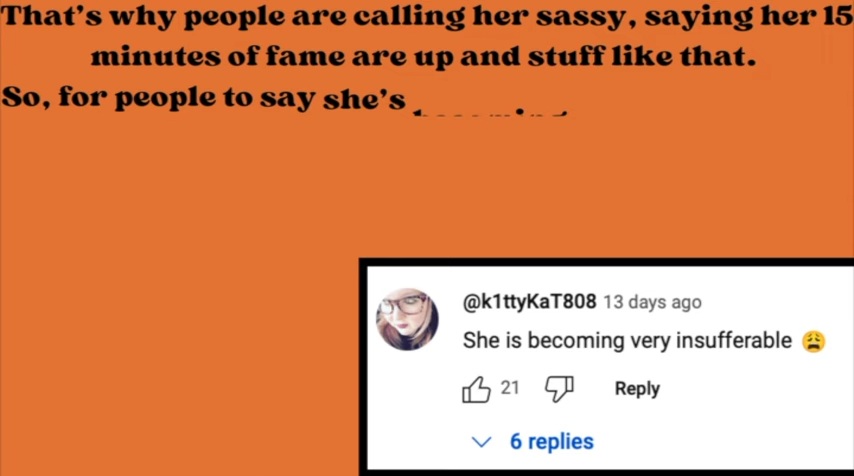 That's why people are calling her sassy, saying her 15
minutes of fame are up and stuff like that.
So, for people to say she's
@k1ttyKaT808 13 days ago
She is becoming very insufferable 😩
21 Reply
6 replies